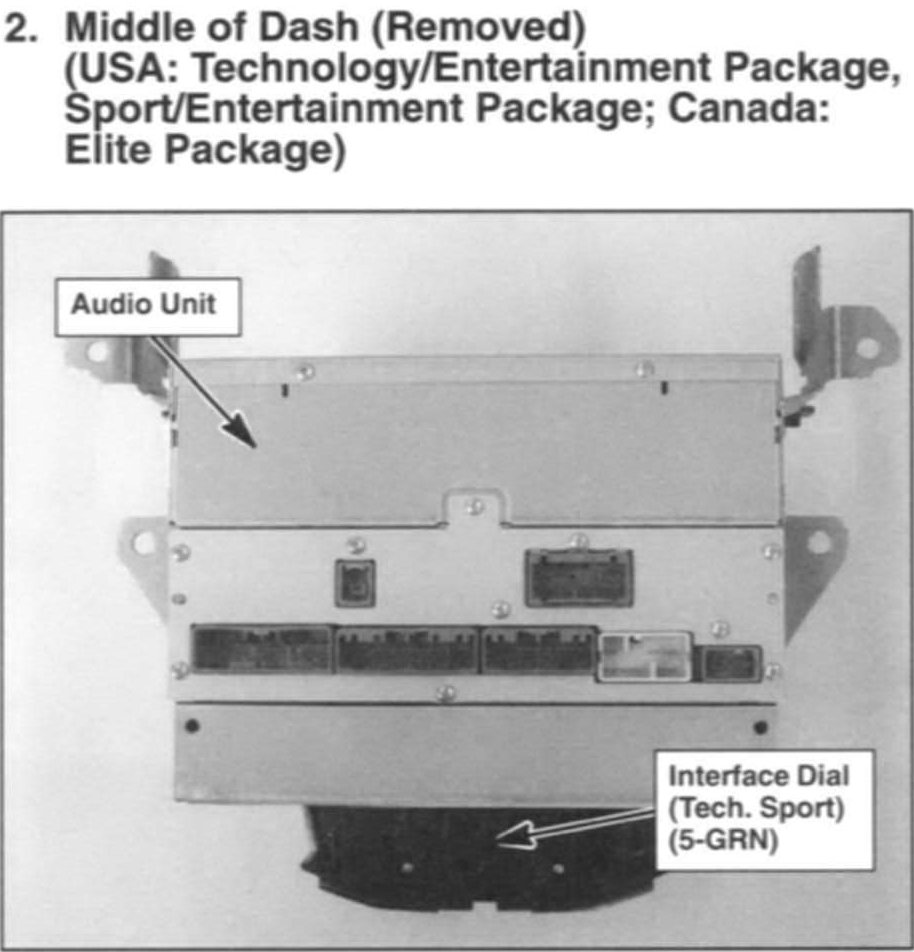 2. Middle of Dash (Removed)
(USA: Technology/Entertainment Package,
Sport/Entertainment Package; Canada:
Elite Package)
Audio Unit
Interface Dial
(Tech. Sport)
(5-GRN)